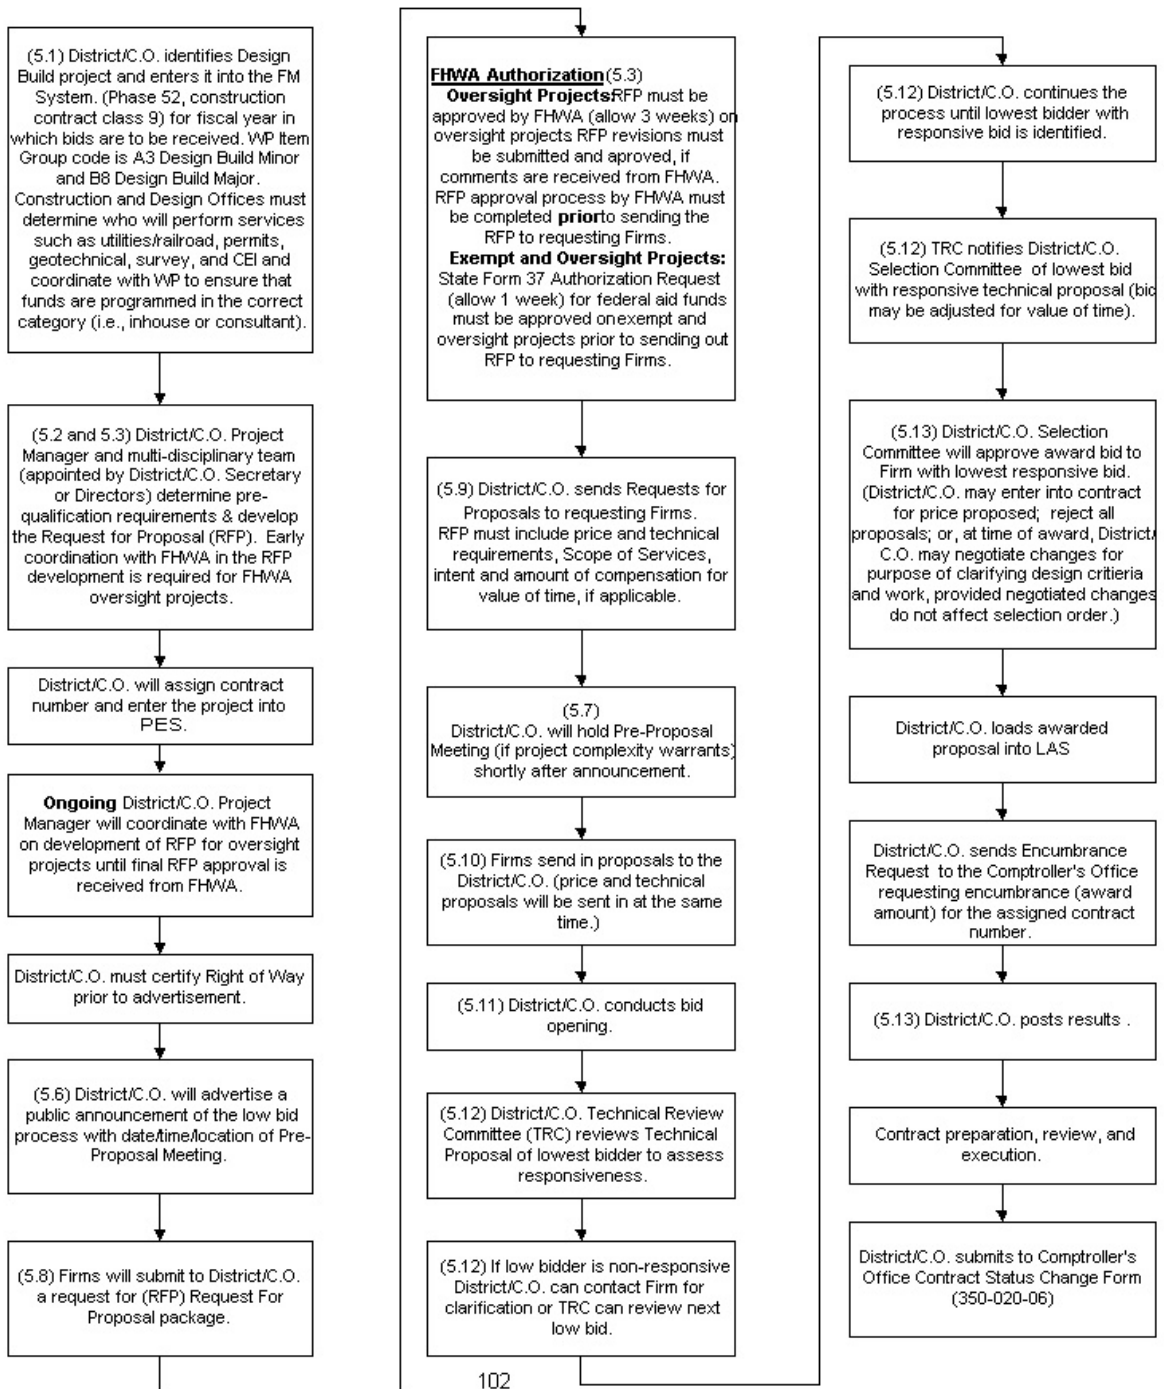 (5.1) District/C.O. identifies Design
Build project and enters it into the FM
System. (Phase 52, construction
contract class 9) for fiscal year in
which bids are to be received. WP Item
Group code is A3 Design Build Minor
and B8 Design Build Major.
Construction and Design Offices must
determine who will perform services
such as utilities/railroad, permits,
geotechnical, survey, and CEI and
coordinate with WP to ensure that
funds are programmed in the correct
category (i.e., inhouse or consultant).
(5.2 and 5.3) District/C.O. Project
Manager and multi-disciplinary team
(appointed by District/C.O. Secretary
or Directors) determine pre-
qualification requirements & develop
the Request for Proposal (RFP). Early
coordination with FHWA in the RFP
development is required for FHWA
oversight projects.
District/C.O. will assign contract
number and enter the project into
PES.
Ongoing District/C.O. Project
Manager will coordinate with FHWA
on development of RFP for oversight
projects until final RFP approval is
received from FHWA.
District/C.O. must certify Right of Way
prior to advertisement.
(5.6) District/C.O. will advertise a
public announcement of the low bid
process with date/time/location of Pre-
Proposal Meeting.
(5.8) Firms will submit to District/C.O.
a request for (RFP) Request For
Proposal package.
FHWA Authorization (5.3)
Oversight Projects: RFP must be
approved by FHWA (allow 3 weeks) on
oversight projects RFP revisions must
be submitted and aproved, if
comments are received from FHWA.
RFP approval process by FHWA must
be completed prior to sending the
RFP to requesting Firms.
Exempt and Oversight Projects:
State Form 37 Authorization Request
(allow 1 week) for federal aid funds
must be approved on exempt and
oversight projects prior to sending out
RFP to requesting Firms.
(5.9) District/C.O. sends Requests for
Proposals to requesting Firms.
RFP must include price and technical
requirements, Scope of Services,
intent and amount of compensation for
value of time, if applicable.
(5.7)
District/C.O. will hold Pre-Proposal
Meeting (if project complexity warrants)
shortly after announcement.
(5.10) Firms send in proposals to the
District/C.O. (price and technical
proposals will be sent in at the same
time.)
(5.11) District/C.O. conducts bid
opening.
(5.12) District/C.O. Technical Review
Committee (TRC) reviews Technical
Proposal of lowest bidder to assess
responsiveness.
(5.12) If low bidder is non-responsive
District/C.O. can contact Firm for
clarification or TRC can review next
low bid.
(5.12) District/C.O. continues the
process until lowest bidder with
responsive bid is identified.
(5.12) TRC notifies District/C.O.
Selection Committee of lowest bid
with responsive technical proposal (bid
may be adjusted for value of time).
(5.13) District/C.O. Selection
Committee will approve award bid to
Firm with lowest responsive bid.
(District/C.O. may enter into contract
for price proposed; reject all
proposals; or, at time of award, District/
C.O. may negotiate changes for
purpose of clarifying design critieria
and work, provided negotiated changes
do not affect selection order.)
District/C.O. loads awarded
proposal into LAS
District/C.O. sends Encumbrance
Request to the Comptroller's Office
requesting encumbrance (award
amount) for the assigned contract
number.
(5.13) District/C.O. posts results .
Contract preparation, review, and
execution.
District/C.O. submits to Comptroller's
Office Contract Status Change Form
(350-020-06)
102